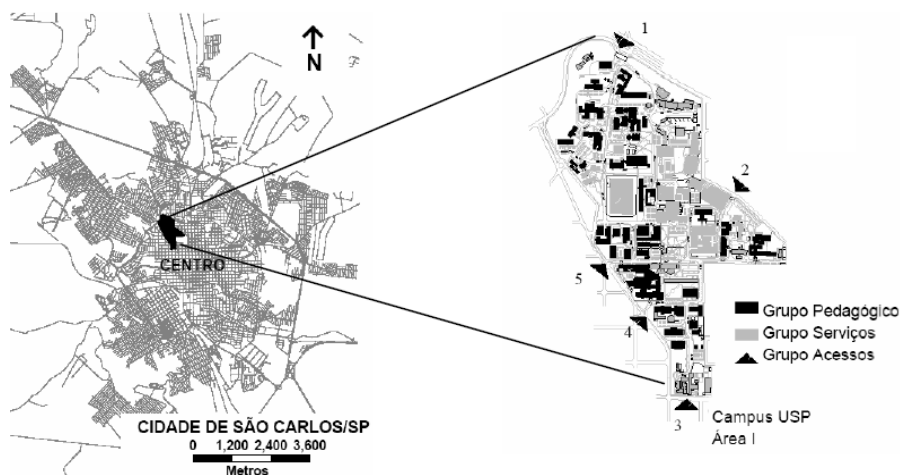 N
CENTRO
CIDADE DE SÃO CARLOS/SP
0 1,200 2,400 3,600
Metros
1
2
5
4
3
Grupo Pedagógico
Grupo Serviços
Grupo Acessos
Campus USP
Área I